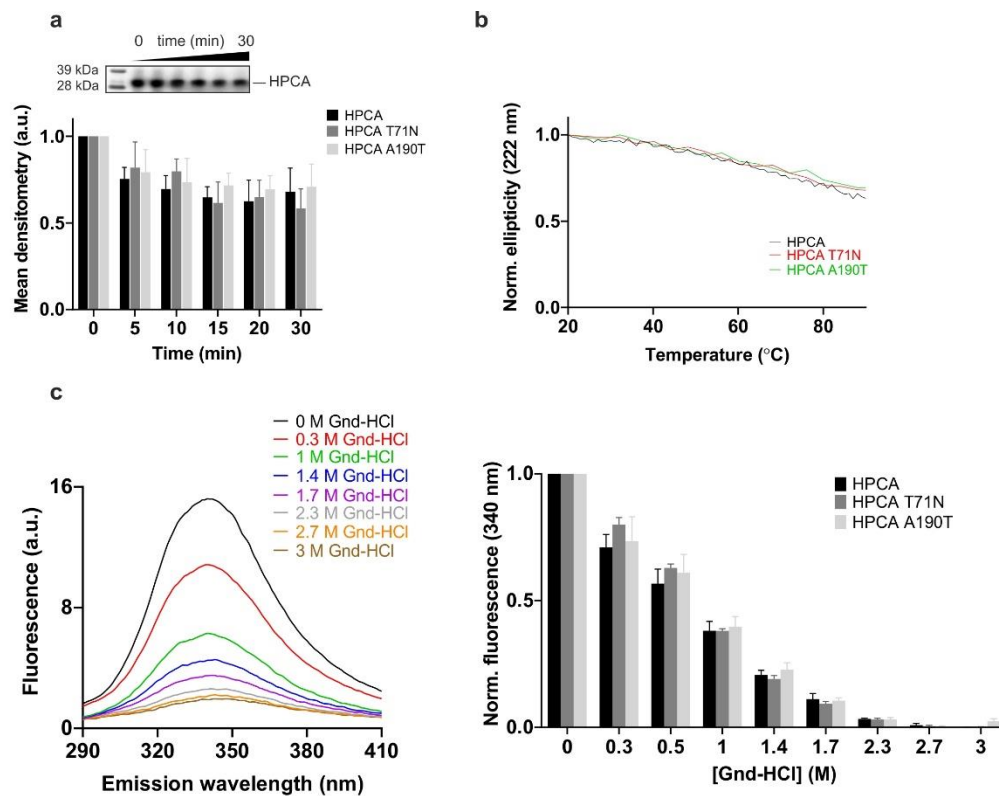 a
0 time (min) 30
39 kDa
28 kDa
HPCA
HPCA
HPCA T71N
HPCA A190T
Mean densitometry (a.u.)
1.0
0.5
0.0
0 5 10 15 20 30
Time (min)
b
Norm. ellipticity (222 nm)
1.0
0.5
0.0
HPCA
HPCA T71N
HPCA A190T
20 40 60 80
Temperature (°C)
c
0 M Gnd-HCl
0.3 M Gnd-HCl
1 M Gnd-HCl
1.4 M Gnd-HCl
1.7 M Gnd-HCl
2.3 M Gnd-HCl
2.7 M Gnd-HCl
3 M Gnd-HCl
Fluorescence (a.u.)
16
8
0
290 320 350 380 410
Emission wavelength (nm)
Norm. fluorescence (340 nm)
1.0
0.5
0.0
HPCA
HPCA T71N
HPCA A190T
0 0.3 0.5 1 1.4 1.7 2.3 2.7 3
[Gnd-HCl] (M)